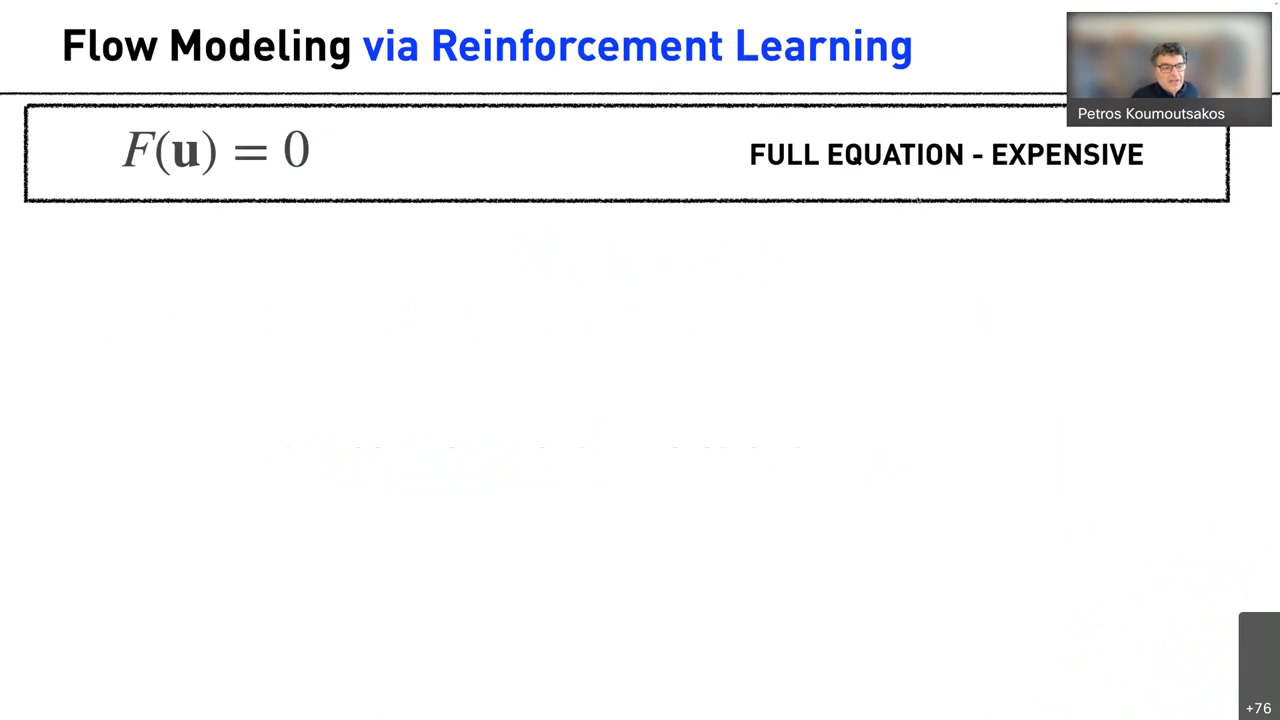 Flow Modeling via Reinforcement Learning
Petros Koumoutsakos
F(u) = 0
FULL EQUATION - EXPENSIVE
+76